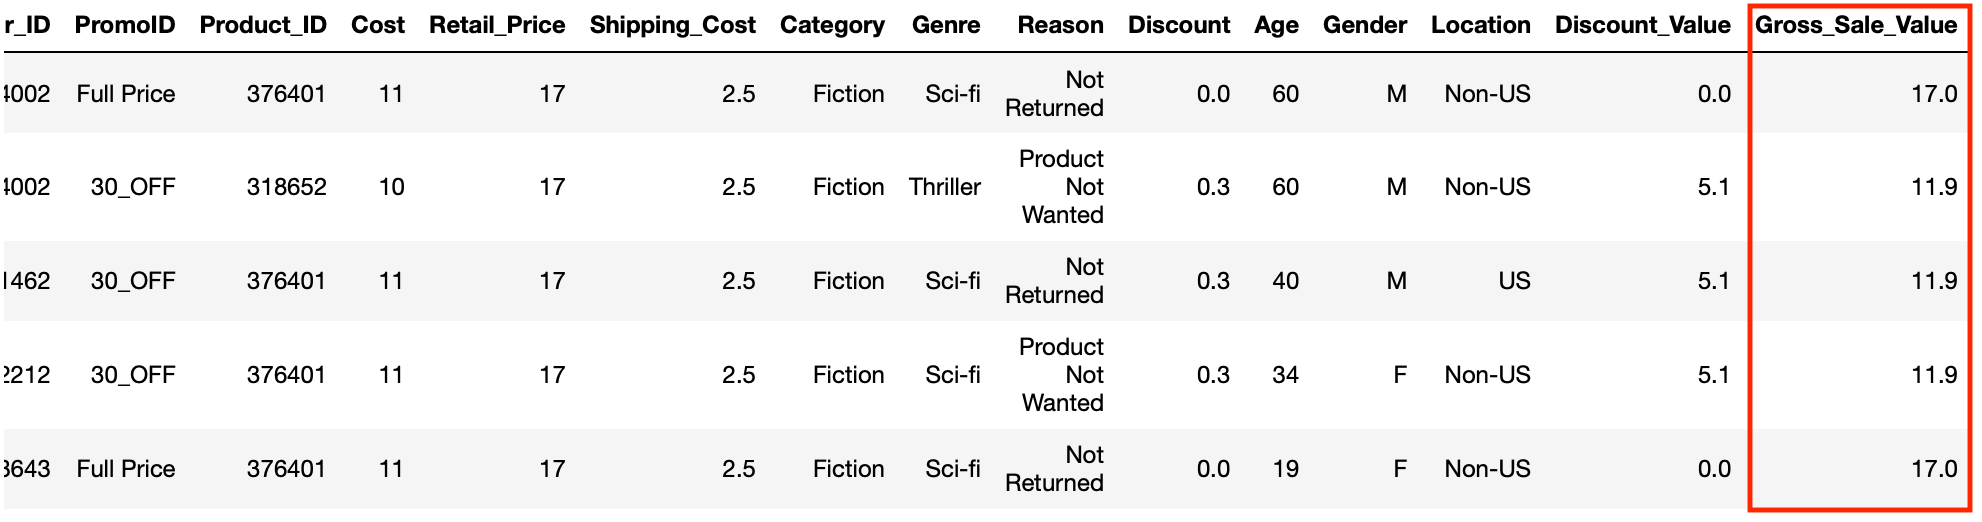 r_ID PromoID Product_ID Cost Retail_Price Shipping_Cost Category Genre Reason Discount Age Gender Location Discount_Value Gross_Sale_Value
4002 Full Price 376401 11 17 2.5 Fiction Sci-fi Not Returned 0.0 60 M Non-US 0.0 17.0
4002 30_OFF 318652 10 17 2.5 Fiction Thriller Product Not Wanted 0.3 60 M Non-US 5.1 11.9
1462 30_OFF 376401 11 17 2.5 Fiction Sci-fi Not Returned 0.3 40 M US 5.1 11.9
2212 30_OFF 376401 11 17 2.5 Fiction Sci-fi Product Not Wanted 0.3 34 F Non-US 5.1 11.9
3643 Full Price 376401 11 17 2.5 Fiction Sci-fi Not Returned 0.0 19 F Non-US 0.0 17.0